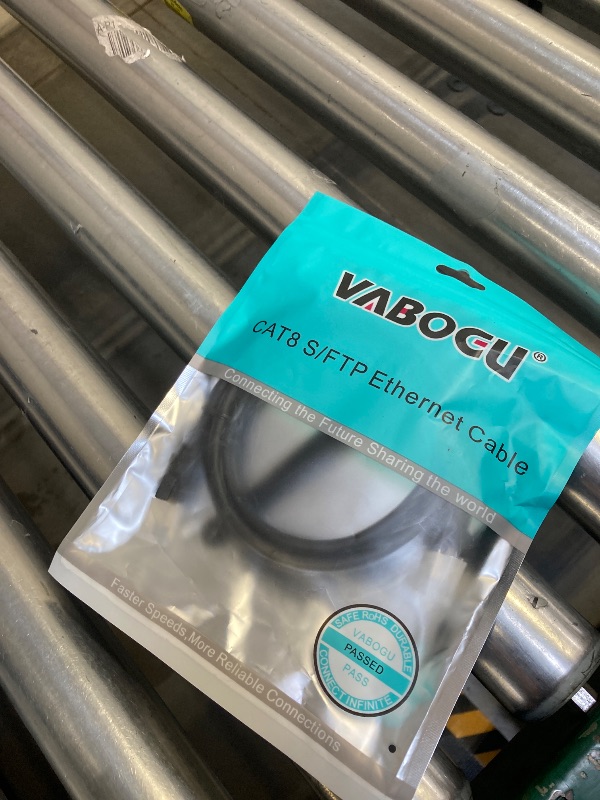 VABOGU®
CAT8 S/FTP Ethernet Cable
Connecting the Future Sharing the world
SAFE RoHS DURABLE
VABOGU
PASSED
PASS
CONNECT INFINITE
Faster Speeds,More Reliable Connections